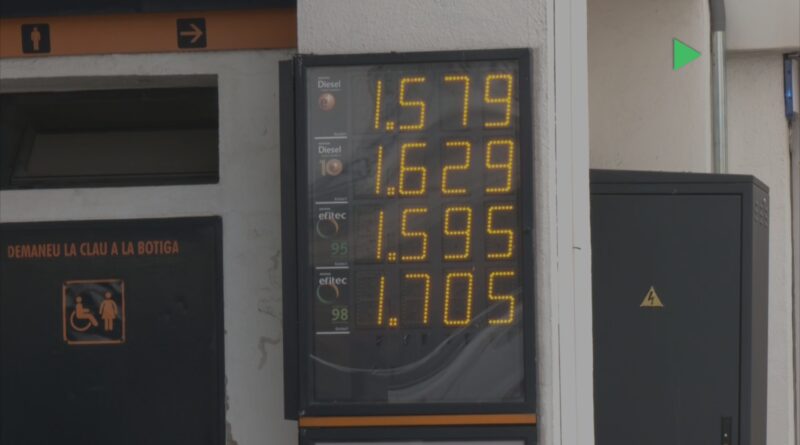 Diesel
e
1.579
Diesel
10
1.629
efitec
95
1.595
efitec
98
1.705
DEMANEU LA CLAU A LA BOTIGA